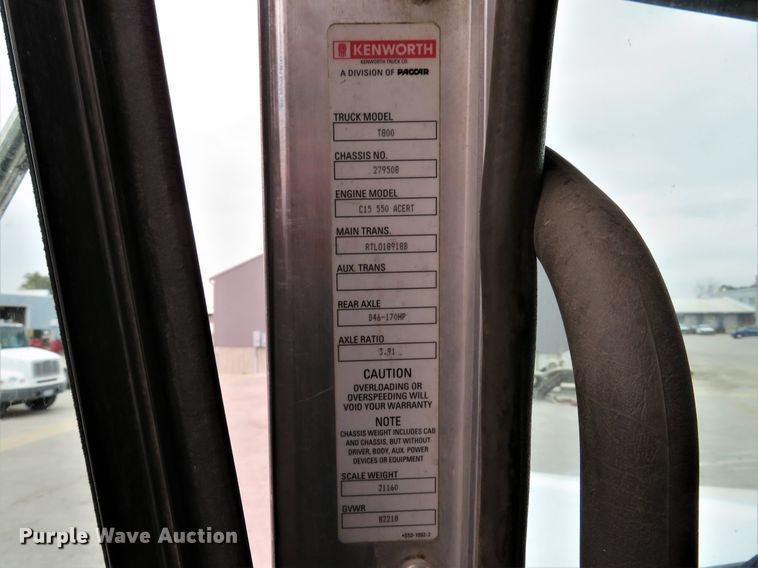 KENWORTH
KENWORTH TRUCK CO.
A DIVISION OF PACCAR
TRUCK MODEL
T800
CHASSIS NO.
279508
ENGINE MODEL
C15 550 ACERT
MAIN TRANS.
RTLO18918B
AUX. TRANS
REAR AXLE
D46-170HP
AXLE RATIO
3.91
CAUTION
OVERLOADING OR
OVERSPEEDING WILL
VOID YOUR WARRANTY
NOTE
CHASSIS WEIGHT INCLUDES CAB
AND CHASSIS, BUT WITHOUT
DRIVER, BODY, AUX. POWER
DEVICES OR EQUIPMENT
SCALE WEIGHT
21160
GVWR
82210
Purple Wave Auction